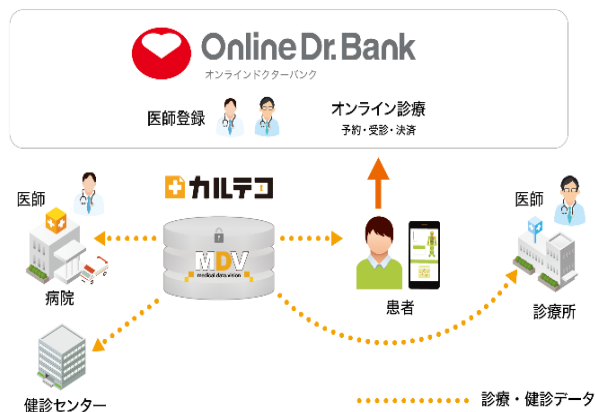 Online Dr. Bank
オンラインドクターバンク
医師登録
オンライン診療
予約・受診・決済
カルテコ
医師
医師
MDV
medical data vision
病院
患者
診療所
健診センター
診療・健診データ